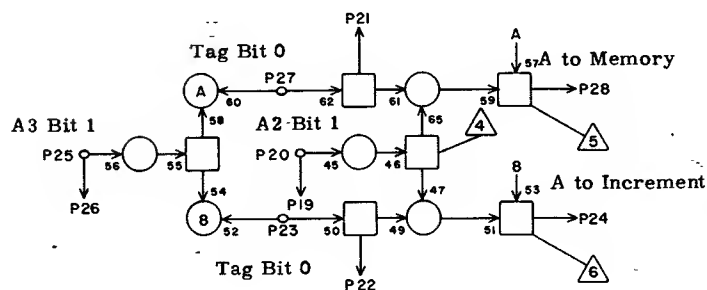 P21
Tag Bit 0
A
A
57
A to Memory
P27
60
62
61
59
P28
58
65
A3 Bit 1
A2 Bit 1
4
5
P25
56
55
P20
45
46
54
47
B
53
A to Increment
P26
P19
B
52
P23
50
49
51
P24
Tag Bit 0
P22
6